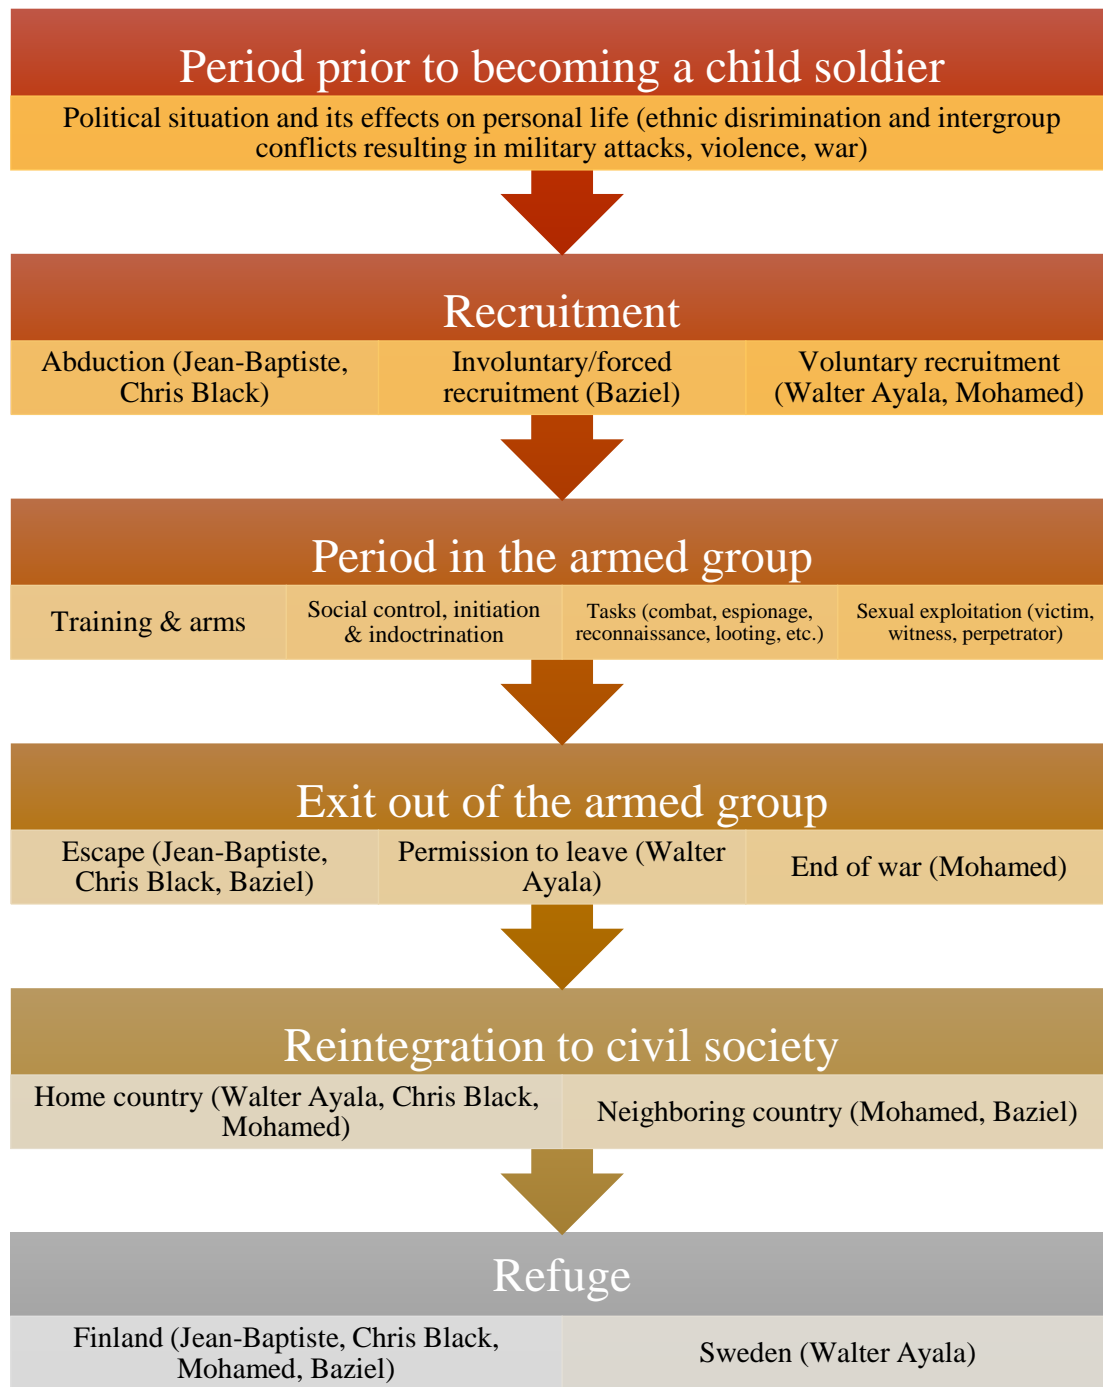 Period prior to becoming a child soldier
Political situation and its effects on personal life (ethnic disrimination and intergroup
conflicts resulting in military attacks, violence, war)
Recruitment
Abduction (Jean-Baptiste,
Chris Black)
Involuntary/forced
recruitment (Baziel)
Voluntary recruitment
(Walter Ayala, Mohamed)
Period in the armed group
Training & arms
Social control, initiation
& indoctrination
Tasks (combat, espionage,
reconnaissance, looting, etc.)
Sexual exploitation (victim,
witness, perpetrator)
Exit out of the armed group
Escape (Jean-Baptiste,
Chris Black, Baziel)
Permission to leave (Walter
Ayala)
End of war (Mohamed)
Reintegration to civil society
Home country (Walter Ayala, Chris Black,
Mohamed)
Neighboring country (Mohamed, Baziel)
Refuge
Finland (Jean-Baptiste, Chris Black,
Mohamed, Baziel)
Sweden (Walter Ayala)